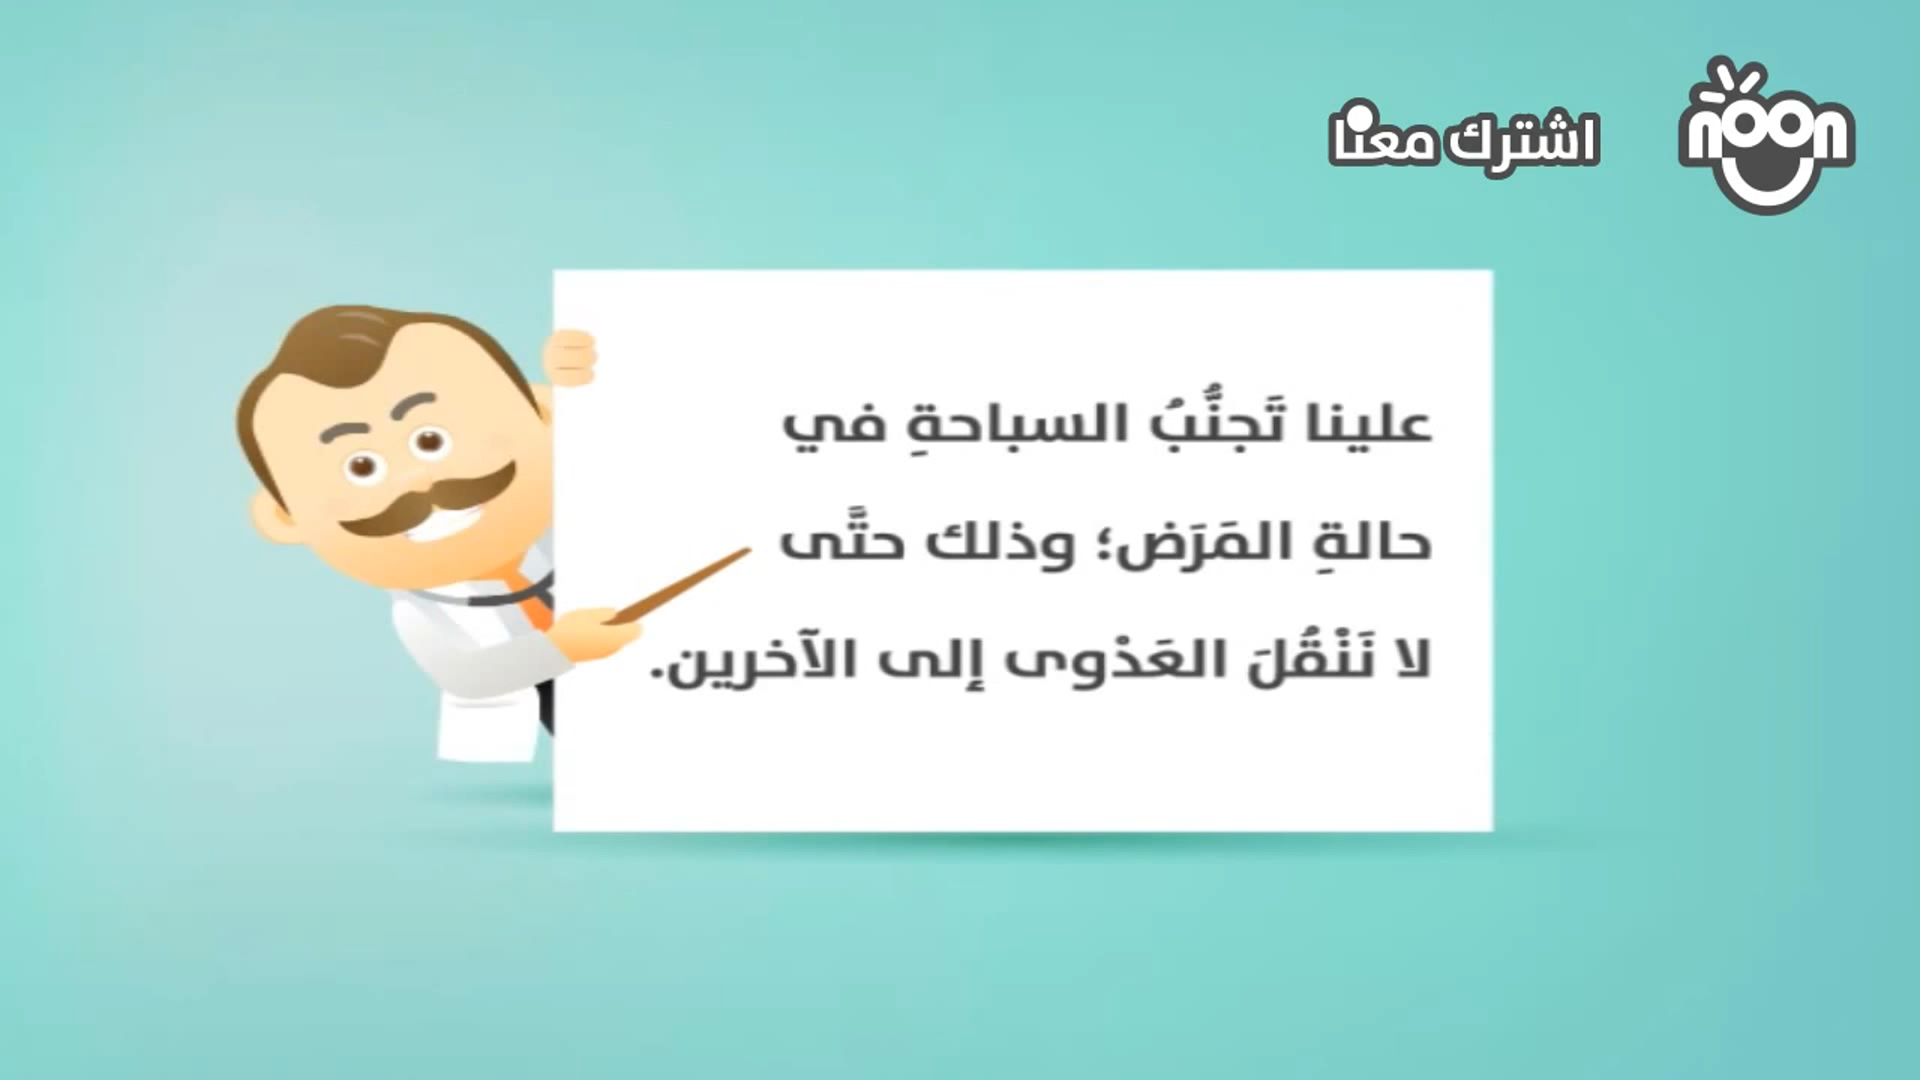 اشترك معنا
noon
علينا تَجنُّبُ السباحةِ في
حالةِ المَرَض؛ وذلك حتَّى
لا نَنْقُلَ العَدْوى إلى الآخرين.